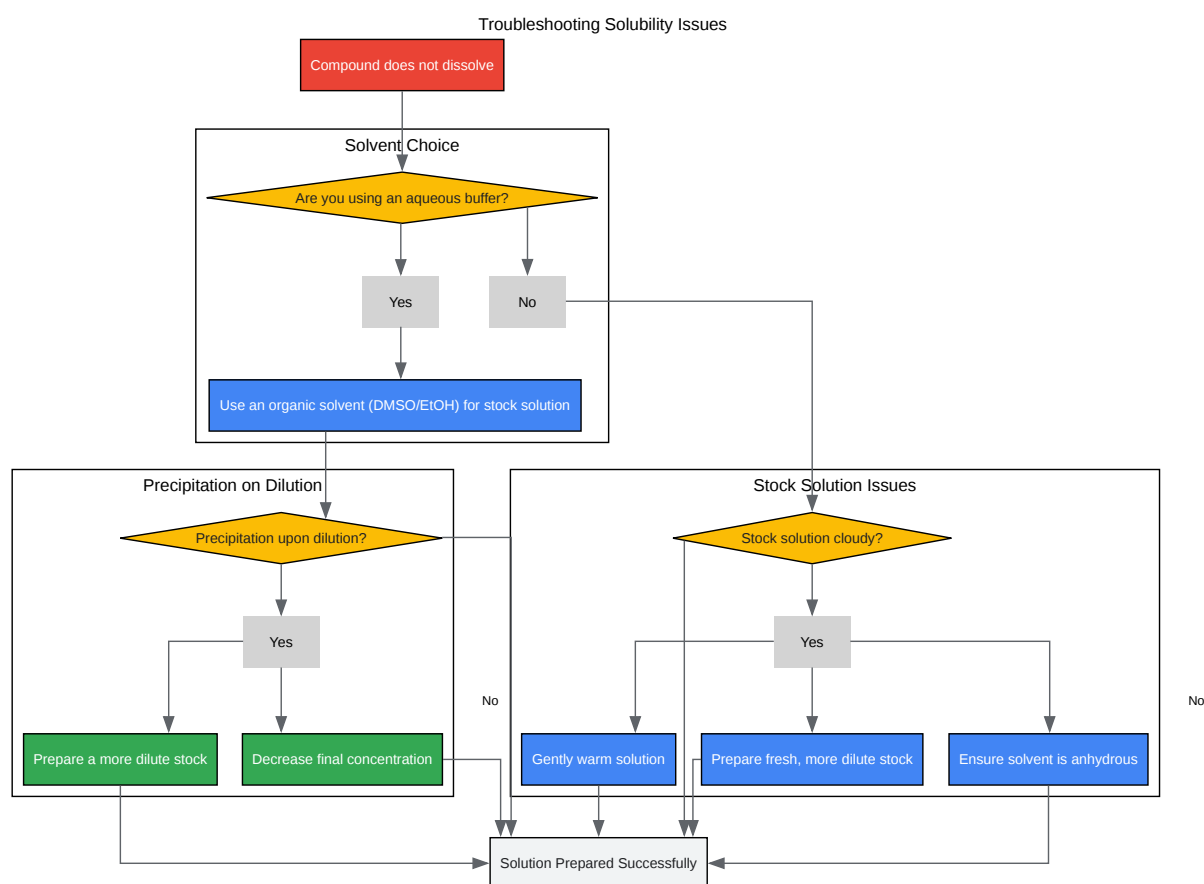 Troubleshooting Solubility Issues
Compound does not dissolve
Solvent Choice
Are you using an aqueous buffer?
Yes
No
Use an organic solvent (DMSO/EtOH) for stock solution
Precipitation on Dilution
Precipitation upon dilution?
Yes
No
Prepare a more dilute stock
Decrease final concentration
Stock Solution Issues
Stock solution cloudy?
Yes
No
Gently warm solution
Prepare fresh, more dilute stock
Ensure solvent is anhydrous
Solution Prepared Successfully